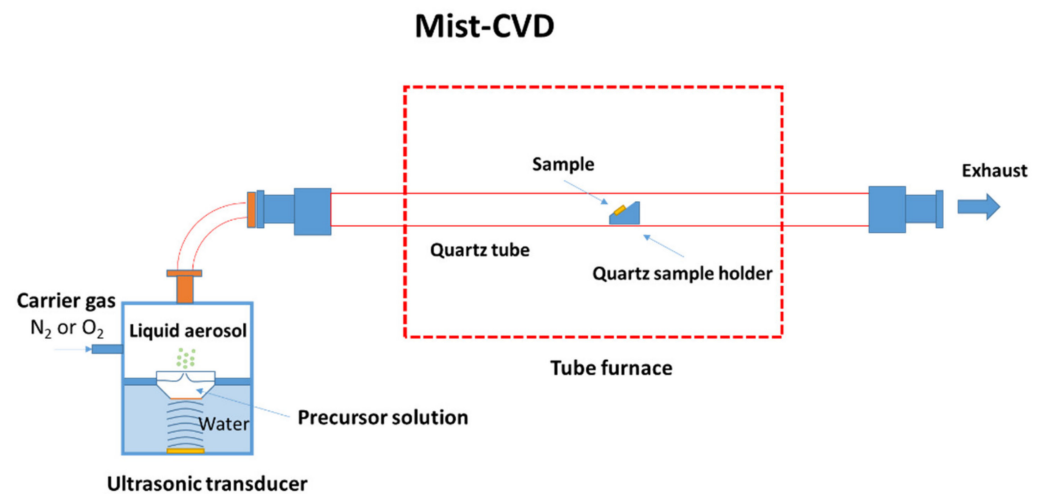 Mist-CVD
Sample
Exhaust
Quartz tube
Quartz sample holder
Carrier gas
N₂ or O₂
Liquid aerosol
Tube furnace
Precursor solution
Water
Ultrasonic transducer